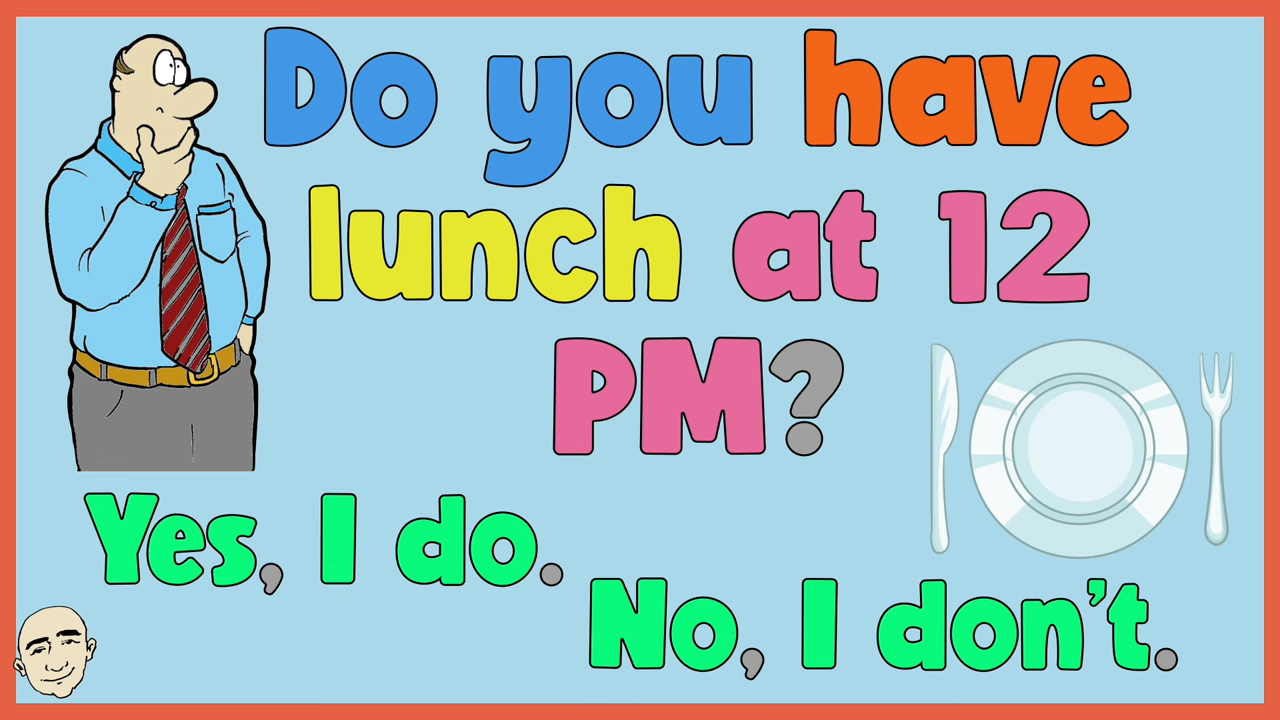 Do you have
lunch at 12
PM?
Yes, I do.
No, I don't.